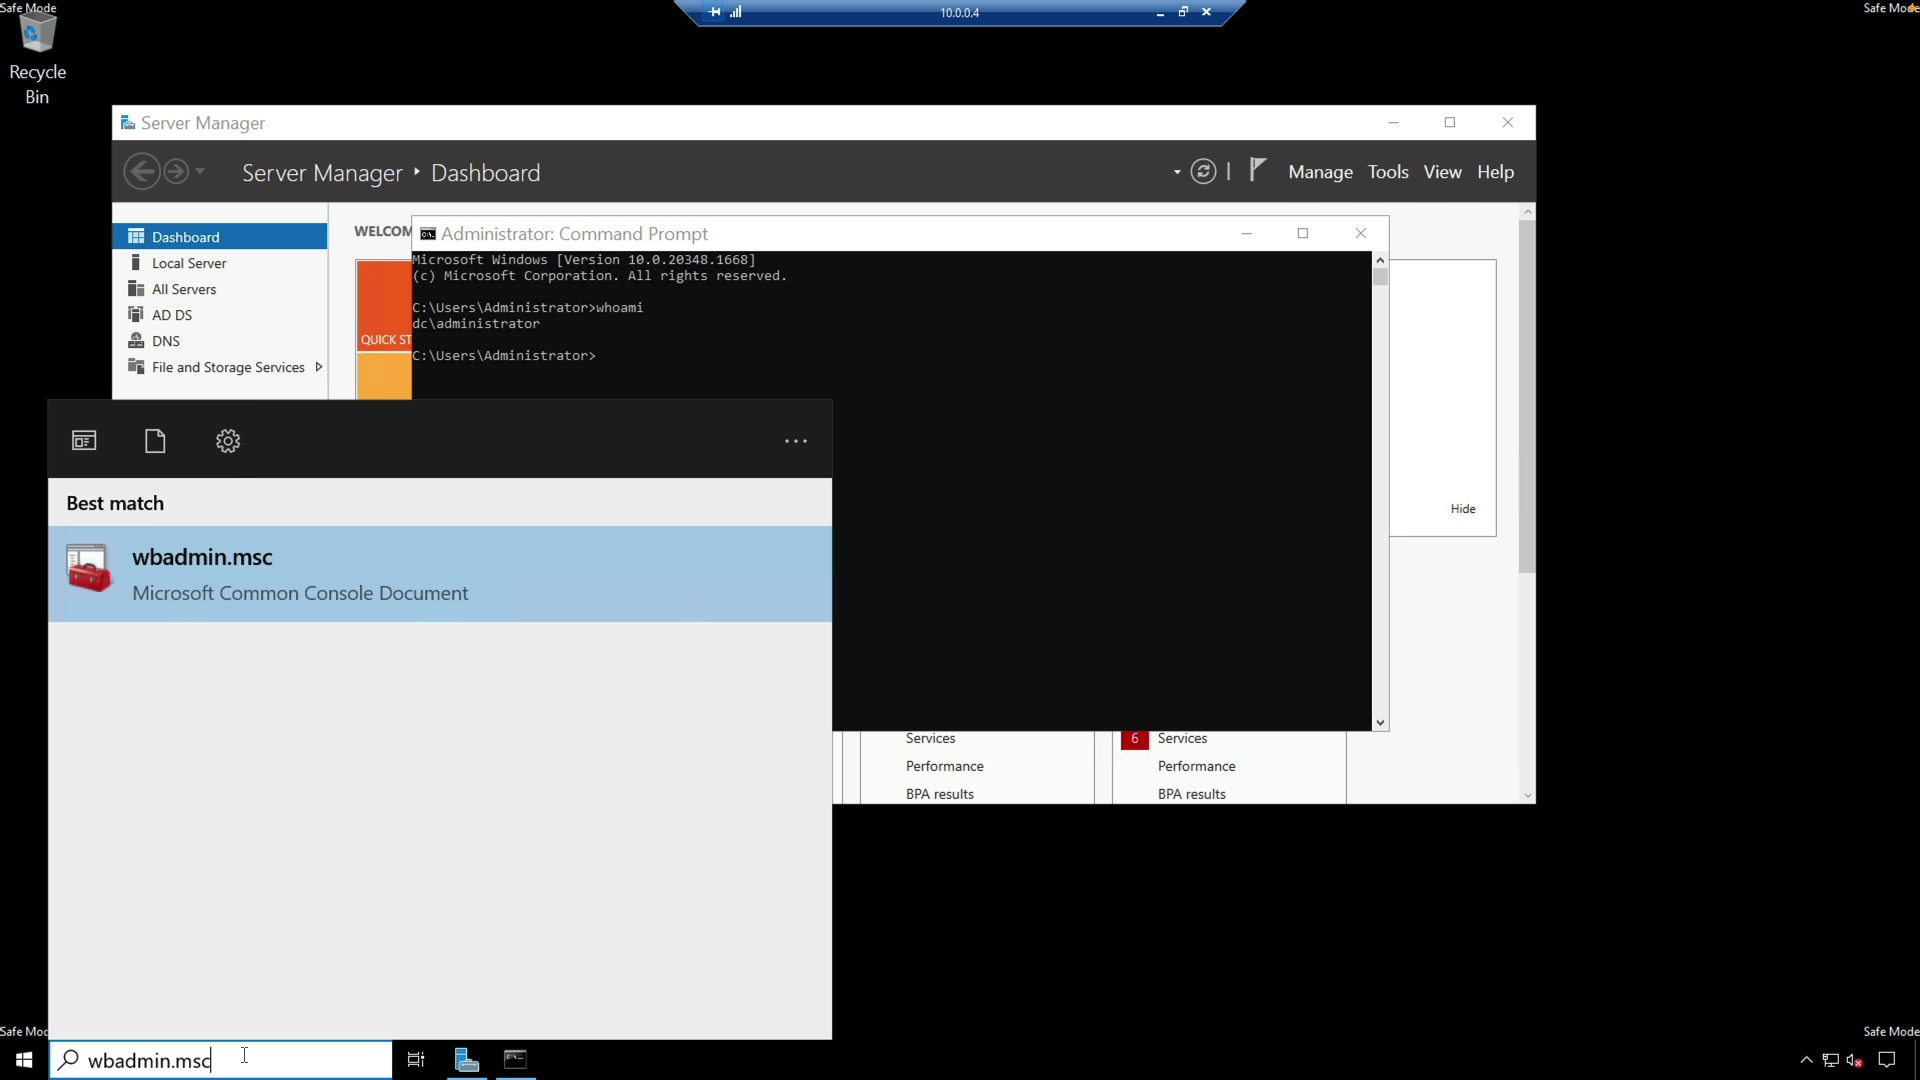 Safe Mode
10.0.0.4
Safe Mode
Recycle
Bin
Server Manager
Server Manager
Dashboard
Manage Tools View Help
Dashboard
Local Server
All Servers
AD DS
DNS
File and Storage Services
WELCOM
QUICK ST
Administrator: Command Prompt
Microsoft Windows [Version 10.0.20348.1668]
(c) Microsoft Corporation. All rights reserved.
C:\Users\Administrator>whoami
dc\administrator
C:\Users\Administrator>
Hide
Best match
wbadmin.msc
Microsoft Common Console Document
Services
Performance
BPA results
6 Services
Performance
BPA results
Safe Mod
Safe Mode
wbadmin.msc